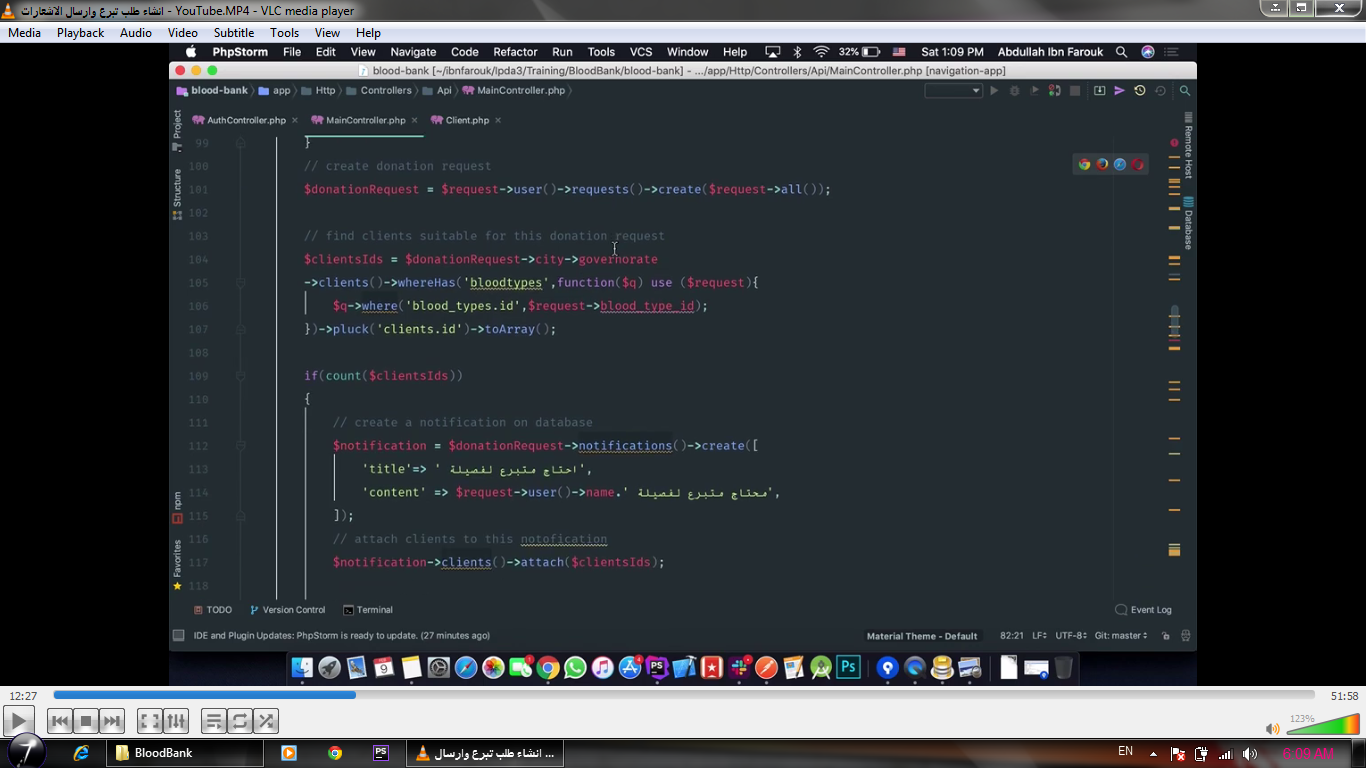 انشاء طلب تبرع وارسال الاشعارات - YouTube.MP4 - VLC media player
Media Playback Audio Video Subtitle Tools View Help
PhpStorm File Edit View Navigate Code Refactor Run Tools VCS Window Help 32% Sat 1:09 PM Abdullah Ibn Farouk
blood-bank [~/ibnfarouk/Ipda3/Training/BloodBank/blood-bank] - .../app/Http/Controllers/Api/MainController.php [navigation-app]
blood-bank app Http Controllers Api MainController.php
AuthController.php MainController.php Client.php
Project
Structure
npm
Favorites
Remote Host
Database
99 }
100 // create donation request
101 $donationRequest = $request->user()->requests()->create($request->all());
102
103 // find clients suitable for this donation request
104 $clientsIds = $donationRequest->city->governorate
105 ->clients()->whereHas('bloodtypes',function($q) use ($request){
106 $q->where('blood_types.id',$request->blood_type_id);
107 })->pluck('clients.id')->toArray();
108
109 if(count($clientsIds))
110 {
111 // create a notification on database
112 $notification = $donationRequest->notifications()->create([
113 'title'=> ' احتاج متبرع لفصيلة',
114 'content' => $request->user()->name.' محتاج متبرع لفصيلة',
115 ]);
116 // attach clients to this notofication
117 $notification->clients()->attach($clientsIds);
118
TODO Version Control Terminal Event Log
IDE and Plugin Updates: PhpStorm is ready to update. (27 minutes ago) Material Theme - Default 82:21 LF UTF-8 Git: master
12:27 51:58
123%
BloodBank PS انشاء طلب تبرع وارسال ... EN 6:09 AM